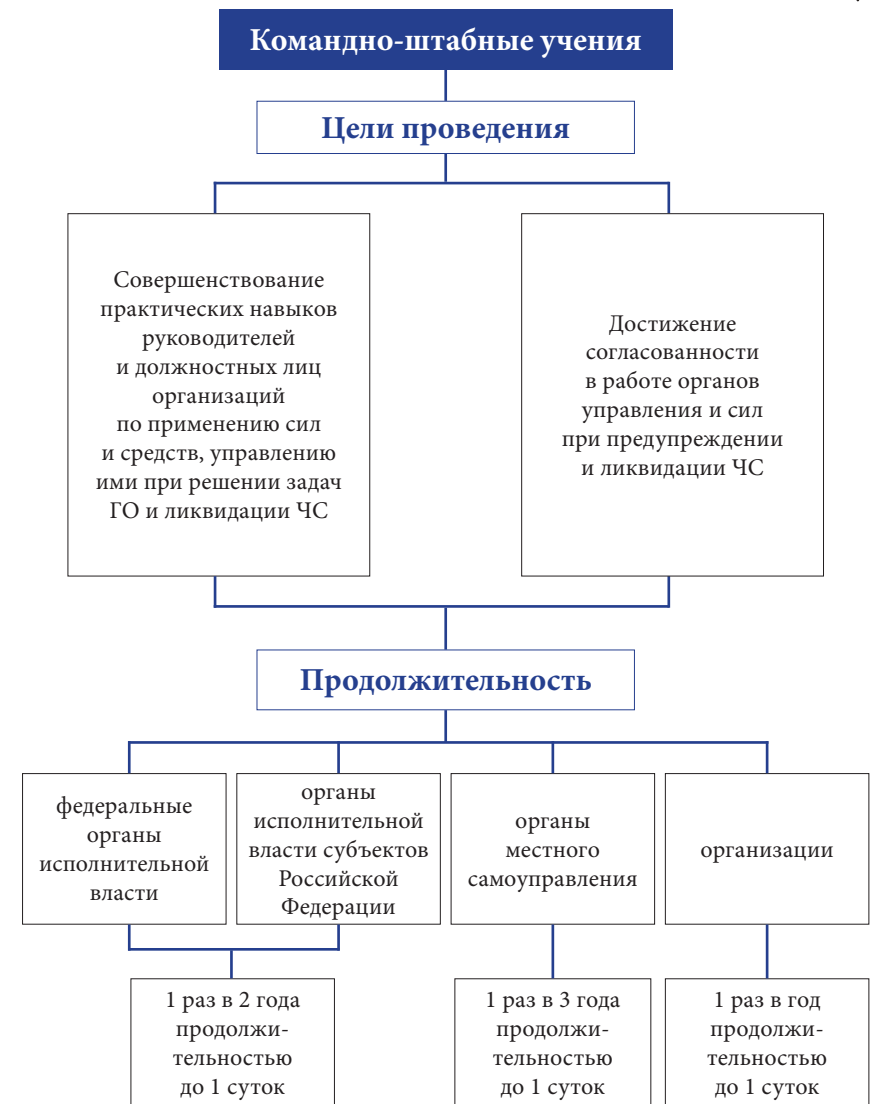 Командно-штабные учения
Цели проведения
Совершенствование
практических навыков
руководителей
и должностных лиц
организаций
по применению сил
и средств, управлению
ими при решении задач
ГО и ликвидации ЧС
Достижение
согласованности
в работе органов
управления и сил
при предупреждении
и ликвидации ЧС
Продолжительность
федеральные
органы
исполнительной
власти
органы
исполнительной
власти субъектов
Российской
Федерации
органы
местного
самоуправления
организации
1 раз в 2 года
продолжи-
тельностью
до 1 суток
1 раз в 3 года
продолжи-
тельностью
до 1 суток
1 раз в год
продолжи-
тельностью
до 1 суток